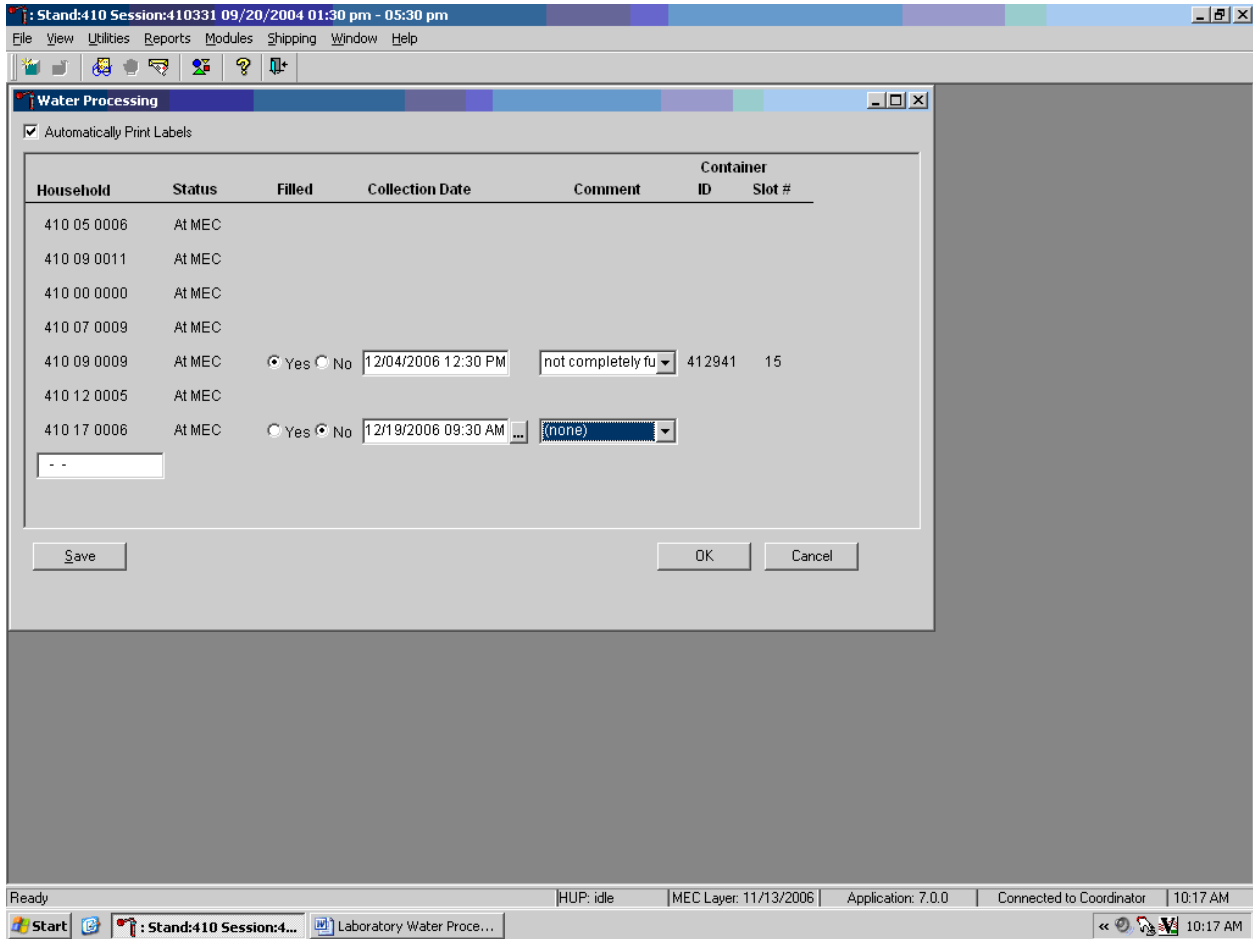 : Stand:410 Session:410331 09/20/2004 01:30 pm - 05:30 pm
File View Utilities Reports Modules Shipping Window Help
Water Processing
Automatically Print Labels
Container
Household Status Filled Collection Date Comment ID Slot #
410 05 0006 At MEC
410 09 0011 At MEC
410 00 0000 At MEC
410 07 0009 At MEC
410 09 0009 At MEC Yes No 12/04/2006 12:30 PM not completely fu 412941 15
410 12 0005 At MEC
410 17 0006 At MEC Yes No 12/19/2006 09:30 AM ... (none)
- -
Save OK Cancel
Ready HUP: idle MEC Layer: 11/13/2006 Application: 7.0.0 Connected to Coordinator 10:17 AM
Start : Stand:410 Session:4... Laboratory Water Proce... « 10:17 AM